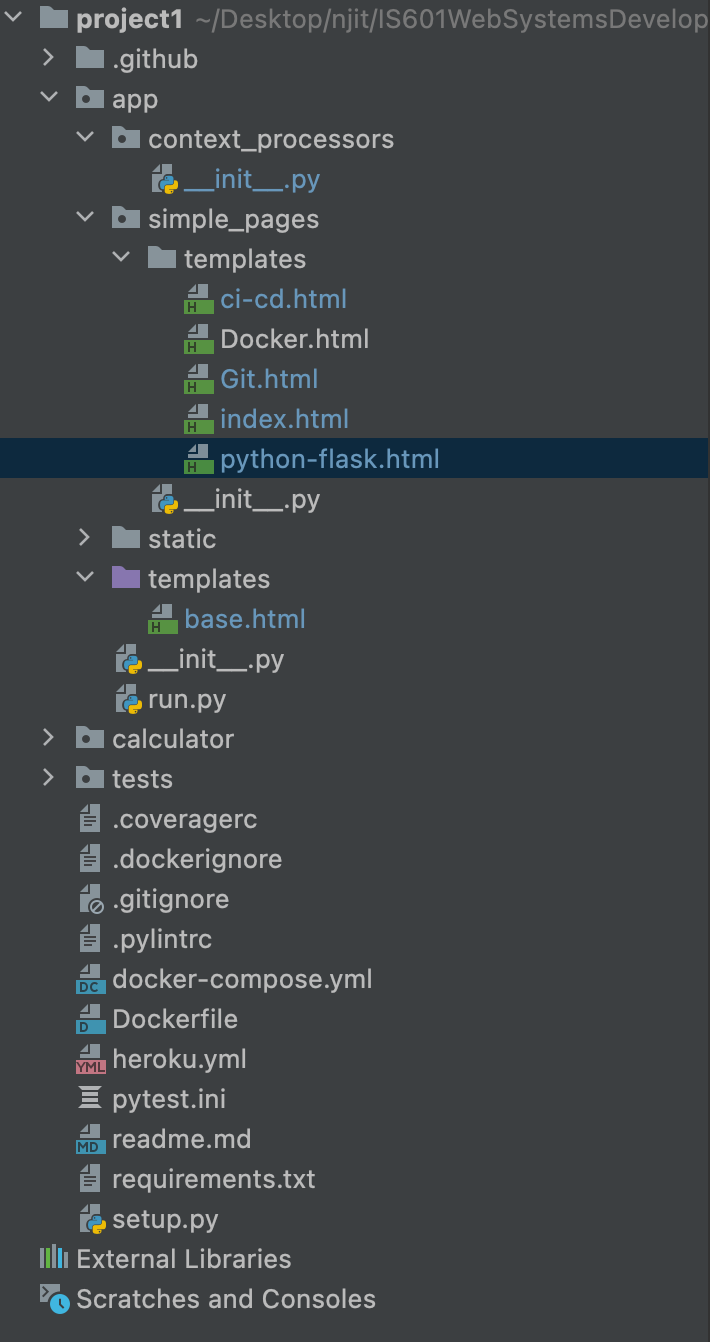 project1 ~/Desktop/njit/IS601WebSystemsDevelop
.github
app
context_processors
__init__.py
simple_pages
templates
H ci-cd.html
H Docker.html
H Git.html
H index.html
H python-flask.html
__init__.py
static
templates
H base.html
__init__.py
run.py
calculator
tests
.coveragerc
.dockerignore
.gitignore
.pylintrc
DC docker-compose.yml
D Dockerfile
YML heroku.yml
pytest.ini
MD readme.md
requirements.txt
setup.py
External Libraries
Scratches and Consoles